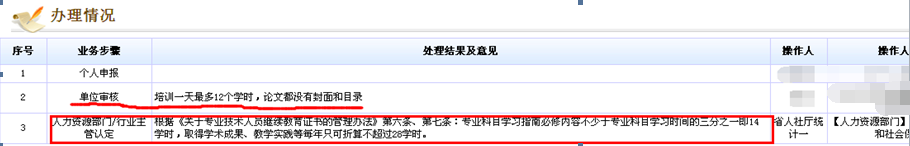 办理情况
序号 业务步骤 处理结果及意见 操作人 操作人
1 个人申报
2 单位审核 培训一天最多12个学时，论文都没有封面和目录
3 人力资源部门/行业主管认定 根据《关于专业技术人员继续教育证书的管理办法》第六条、第七条：专业科目学习指南必修内容不少于专业科目学习时间的三分之一即14学时，取得学术成果、教学实践等每年只可折算不超过28学时。 省人社厅统计一 【人力资源部门】和社会保